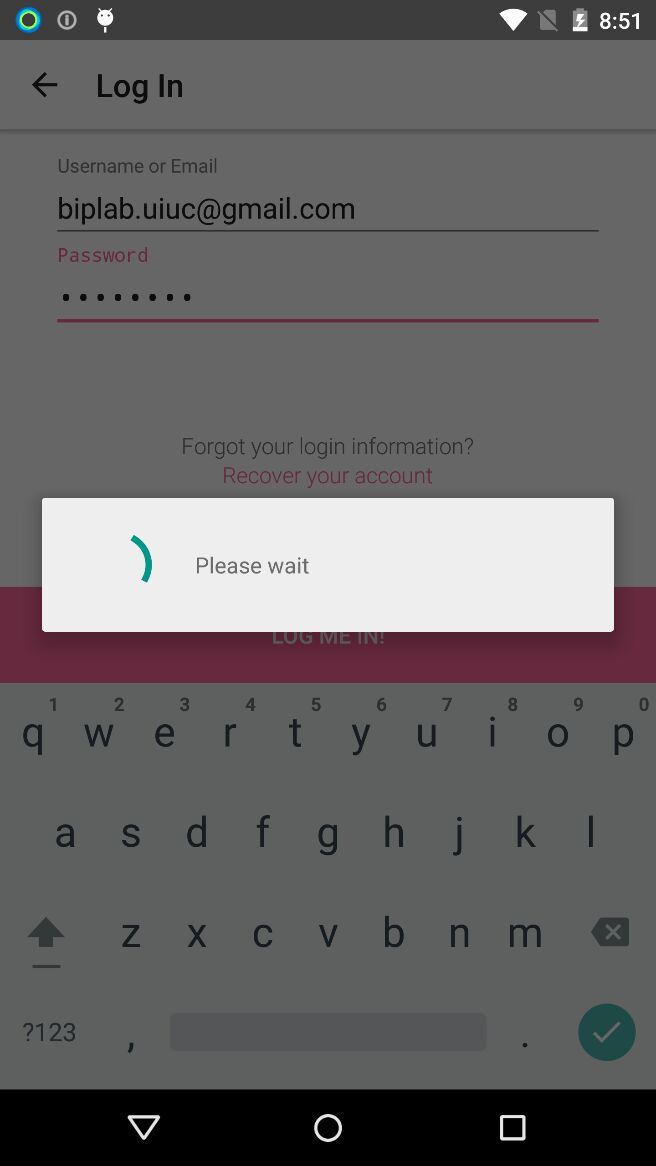 8:51
Log In
Username or Email
biplab.uiuc@gmail.com
Password
••••••••
Forgot your login information?
Recover your account
Please wait
LOG ME IN!
1 2 3 4 5 6 7 8 9 0
q w e r t y u i o p
a s d f g h j k l
z x c v b n m
?123 , .